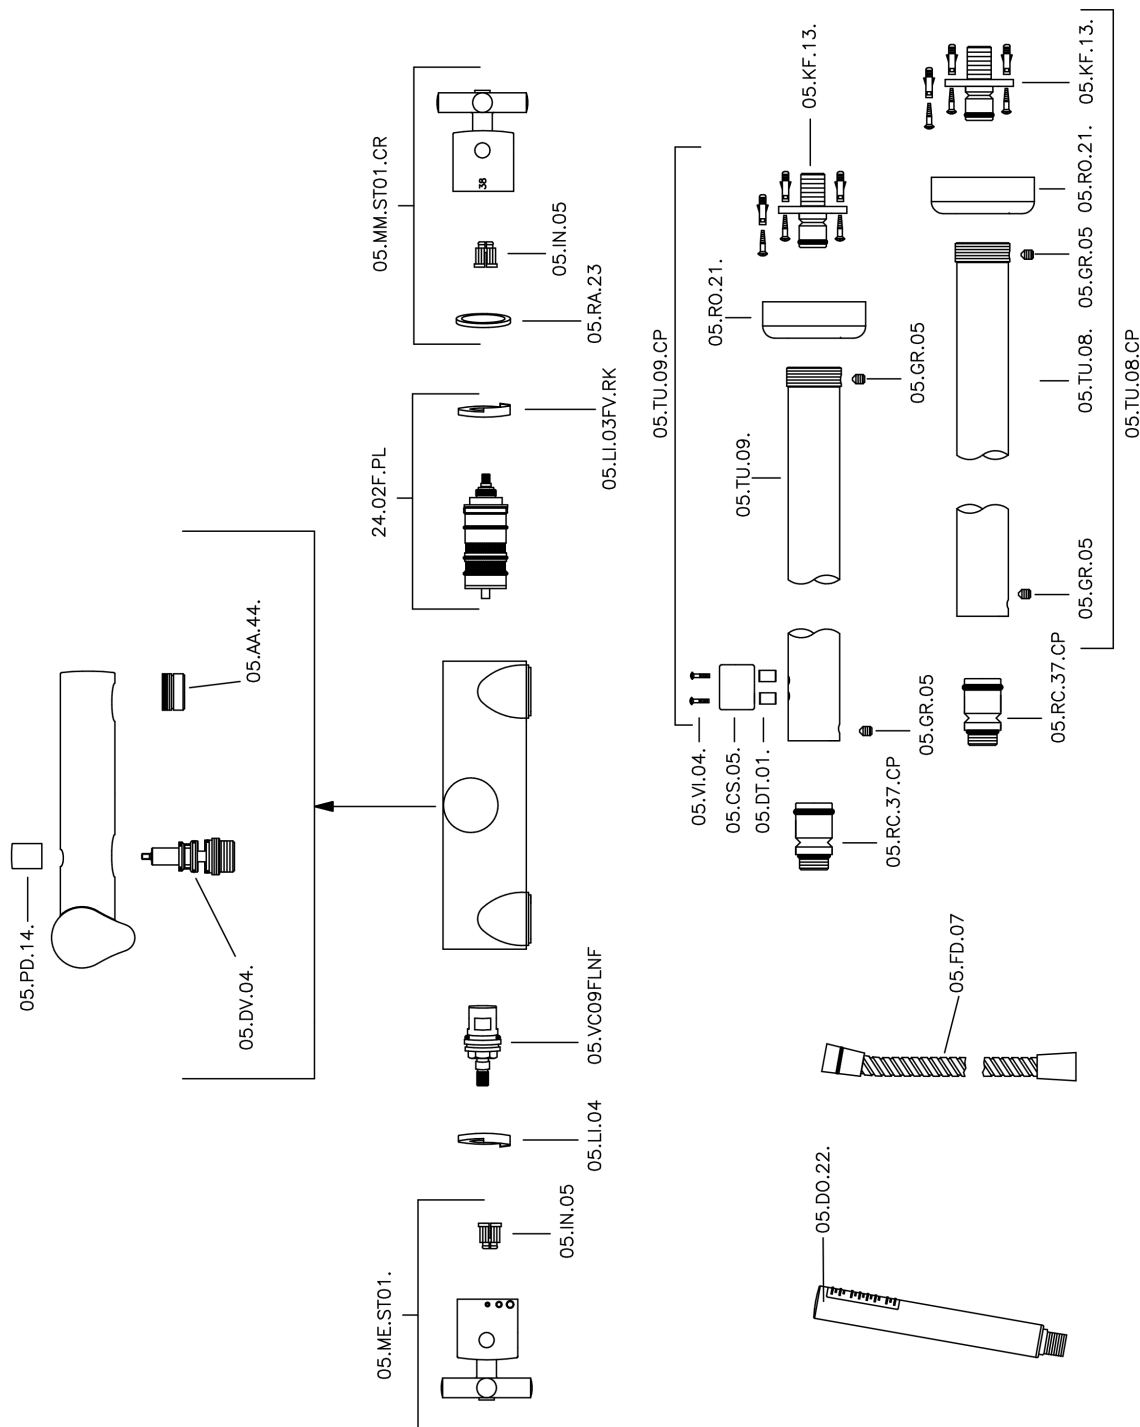 05.PD.14.
05.DV.04.
05.AA.44.
05.ME.ST01.
05.IN.05
05.LI.04
05.VC09FLNF
24.02F.PL
05.LI.03FV.RK
05.MM.ST01.CR
38
05.IN.05
05.RA.23
05.TU.09.CP
05.VI.04.
05.CS.05.
05.DT.01.
05.RO.21.
05.TU.09.
05.KF.13.
05.GR.05
05.GR.05
05.RC.37.CP
05.KF.13.
05.RO.21.
05.GR.05
05.TU.08.
05.GR.05
05.RC.37.CP
05.TU.08.CP
05.FD.07
05.DO.22.